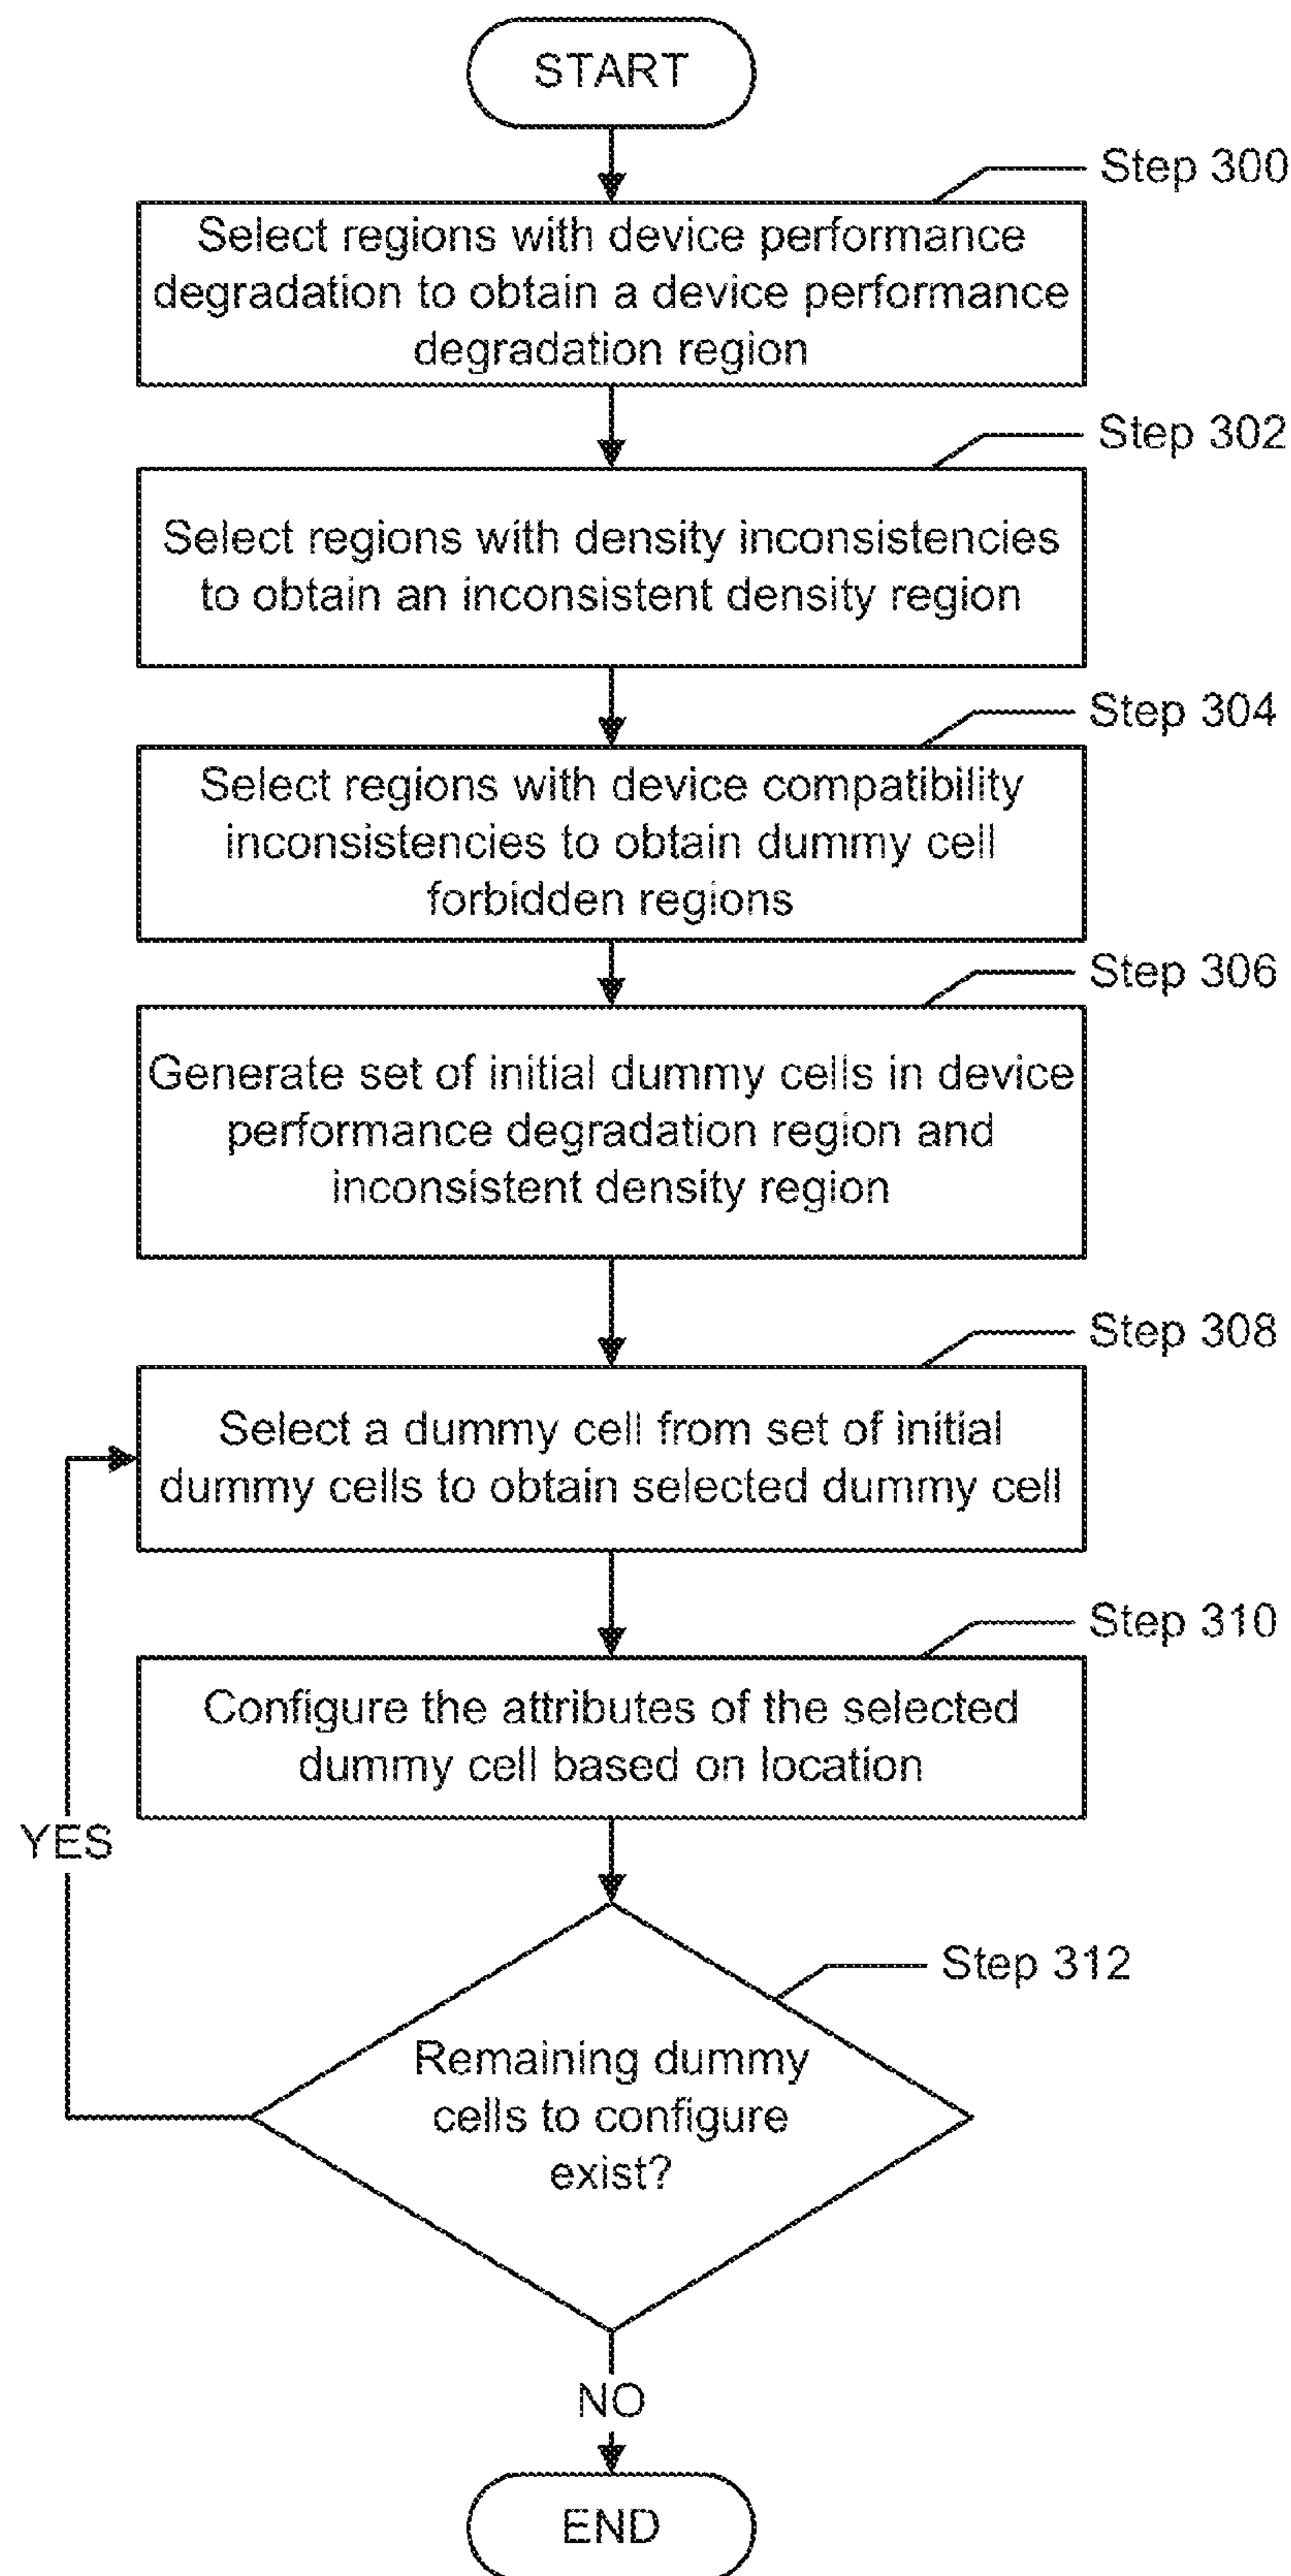 START
Step 300
Select regions with device performance
degradation to obtain a device performance
degradation region
Step 302
Select regions with density inconsistencies
to obtain an inconsistent density region
Step 304
Select regions with device compatibility
inconsistencies to obtain dummy cell
forbidden regions
Step 306
Generate set of initial dummy cells in device
performance degradation region and
inconsistent density region
Step 308
Select a dummy cell from set of initial
dummy cells to obtain selected dummy cell
Step 310
Configure the attributes of the selected
dummy cell based on location
YES
Step 312
Remaining dummy
cells to configure
exist?
NO
END